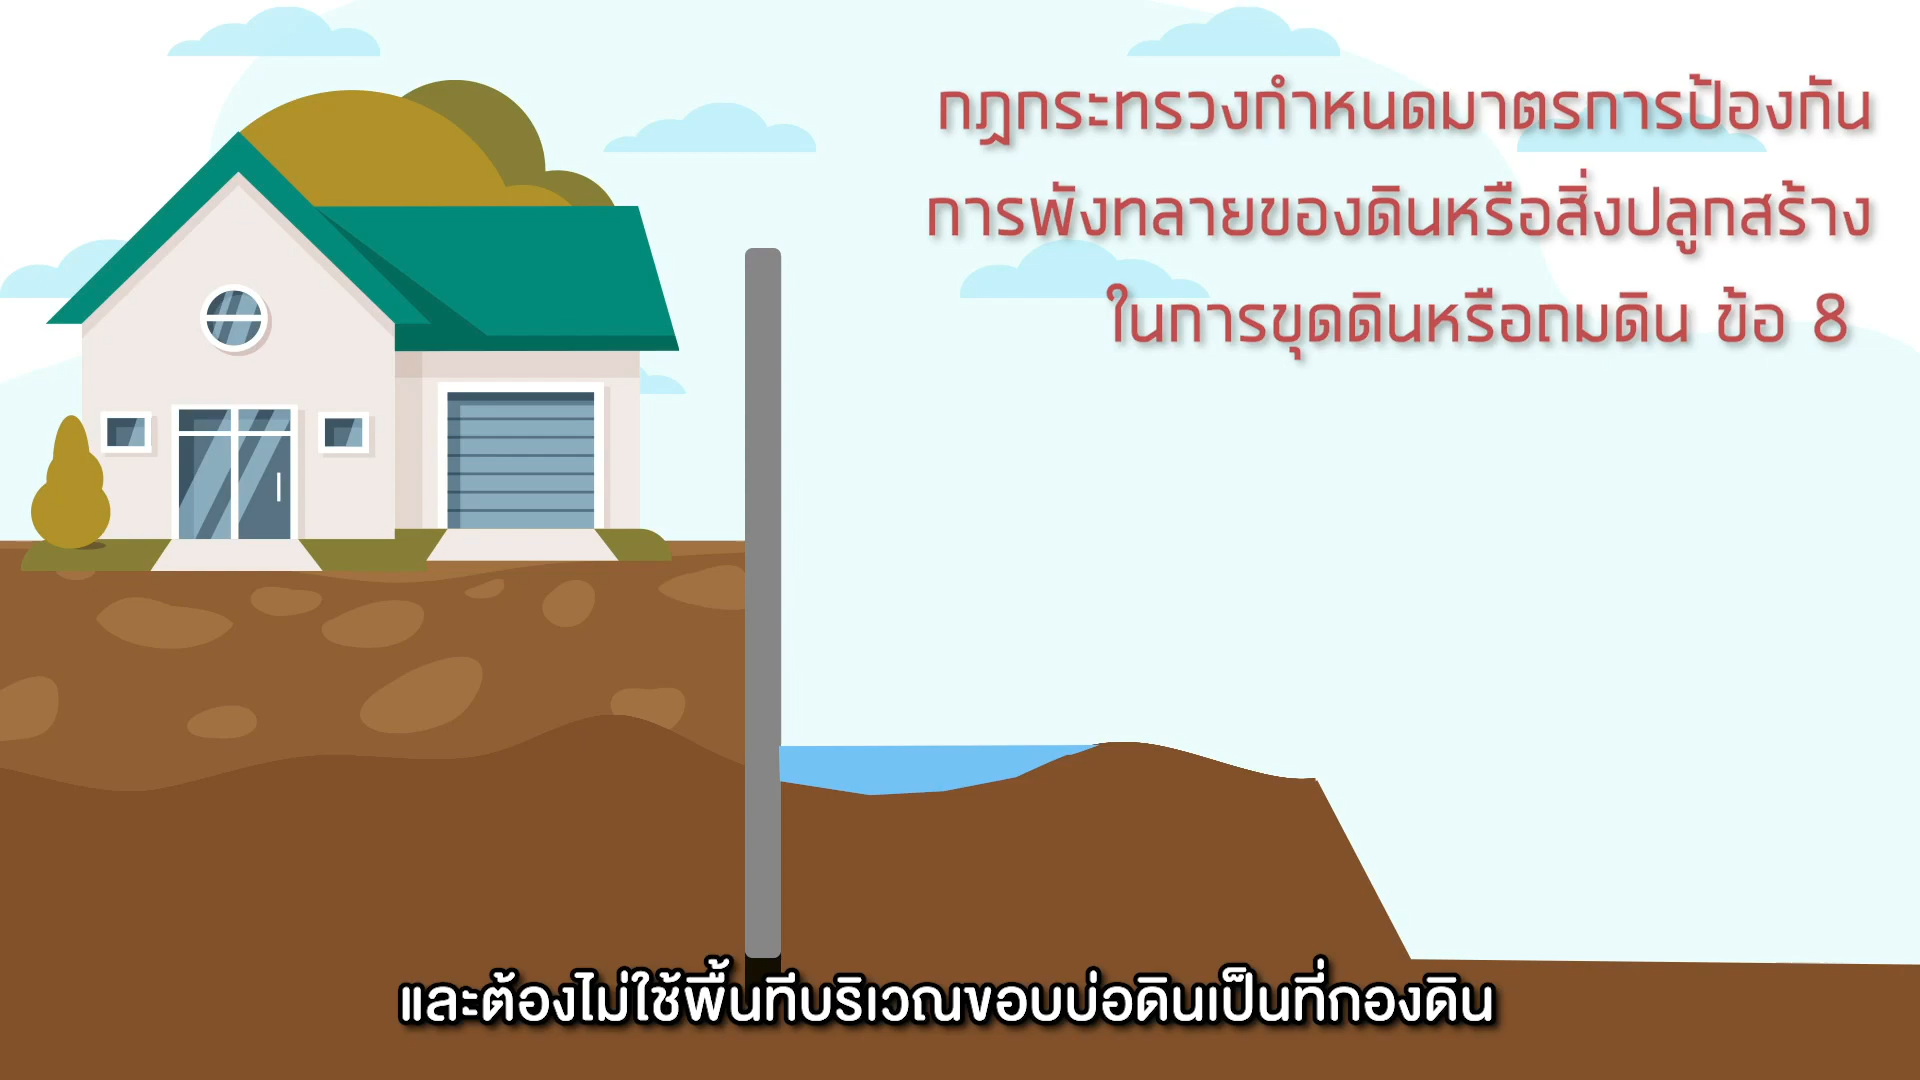 กฎกระทรวงกำหนดมาตรการป้องกัน
การพังทลายของดินหรือสิ่งปลูกสร้าง
ในการขุดดินหรือถมดิน ข้อ 8
และต้องไม่ใช้พื้นที่บริเวณขอบบ่อดินเป็นที่กองดิน